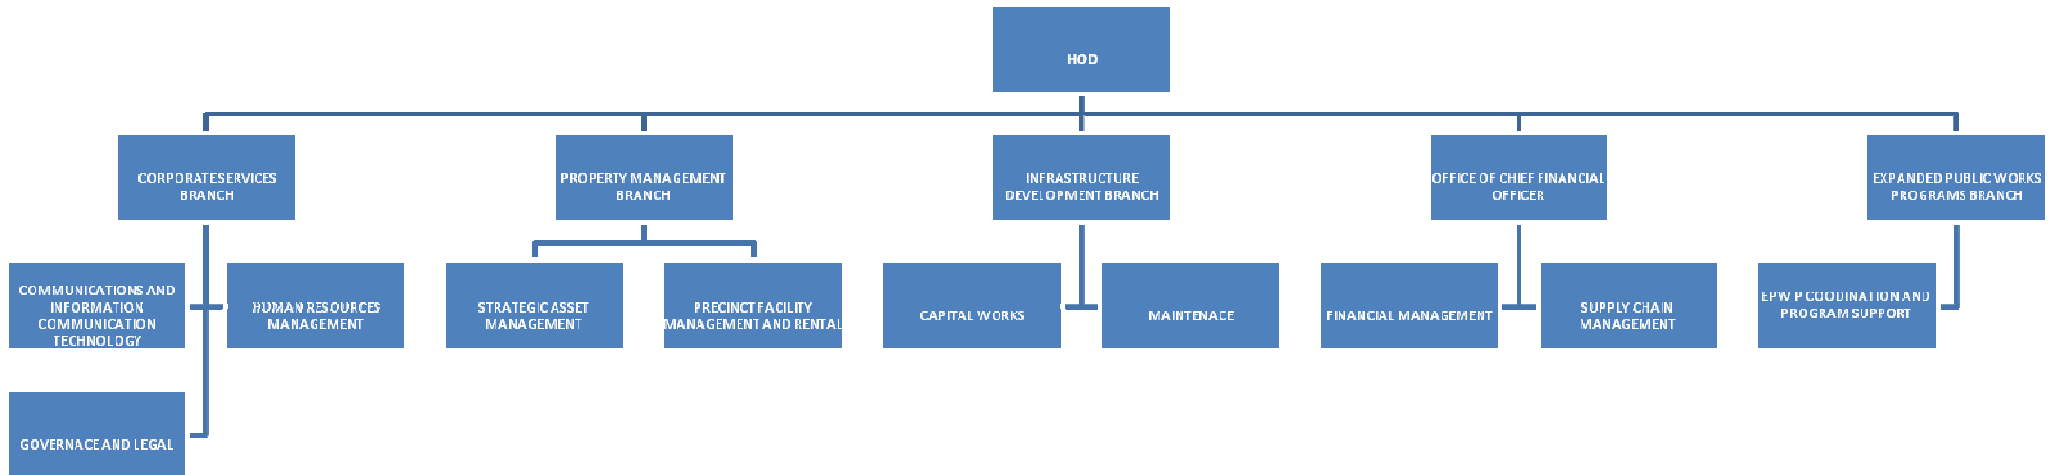 HOD
CORPORATE SERVICES
BRANCH
PROPERTY MANAGEMENT
BRANCH
INFRASTRUCTURE
DEVELOPMENT BRANCH
OFFICE OF CHIEF FINANCIAL
OFFICER
EXPANDED PUBLIC WORKS
PROGRAMS BRANCH
COMMUNICATIONS AND
INFORMATION
COMMUNICATION
TECHNOLOGY
HUMAN RESOURCES
MANAGEMENT
STRATEGIC ASSET
MANAGEMENT
PRECINCT FACILITY
MANAGEMENT AND RENTAL
CAPITAL WORKS
MAINTENACE
FINANCIAL MANAGEMENT
SUPPLY CHAIN
MANAGEMENT
EPWP COODINATION AND
PROGRAM SUPPORT
GOVERNACE AND LEGAL